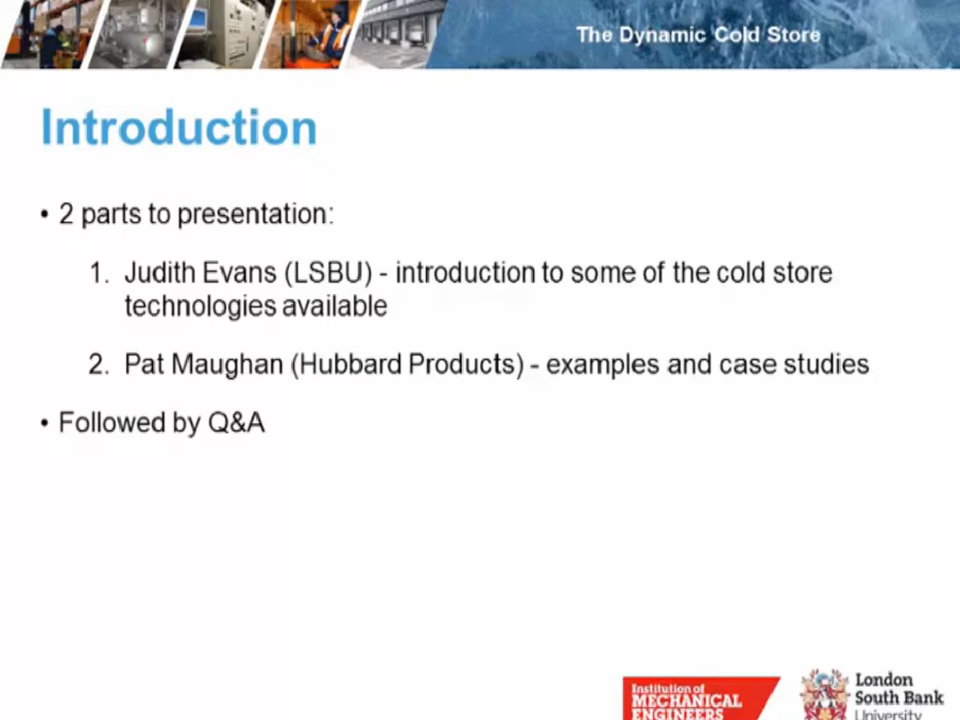 The Dynamic Cold Store
Introduction
• 2 parts to presentation:
1. Judith Evans (LSBU) - introduction to some of the cold store
technologies available
2. Pat Maughan (Hubbard Products) - examples and case studies
• Followed by Q&A
Institution of
MECHANICAL
ENGINEERS
London
South Bank
University